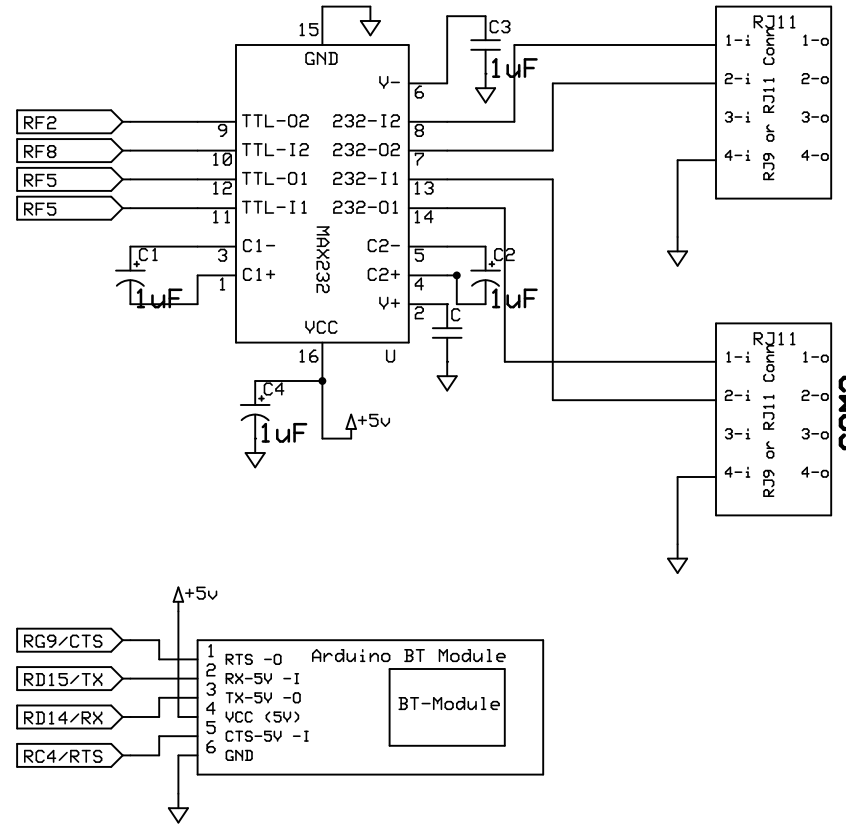 15
GND
C3
1uF
V-
6
RJ11
1-i
1-o
2-i
2-o
3-i
3-o
4-i
4-o
RJ9 or RJ11 Conn
RF2
9
TTL-O2
232-I2
8
RF8
10
TTL-I2
232-O2
7
RF5
12
TTL-O1
232-I1
13
RF5
11
TTL-I1
232-O1
14
C1
+
1uF
3
C1-
1
C1+
MAX232
C2-
5
C2+
4
V+
2
C2
+
1uF
C
VCC
16
U
C4
+
1uF
+5v
RJ11
1-i
1-o
2-i
2-o
3-i
3-o
4-i
4-o
RJ9 or RJ11 Conn
+5v
RG9/CTS
RD15/TX
RD14/RX
RC4/RTS
Arduino BT Module
1 RTS -O
2 RX-5V -I
3 TX-5V -O
4 VCC (5V)
5 CTS-5V -I
6 GND
BT-Module